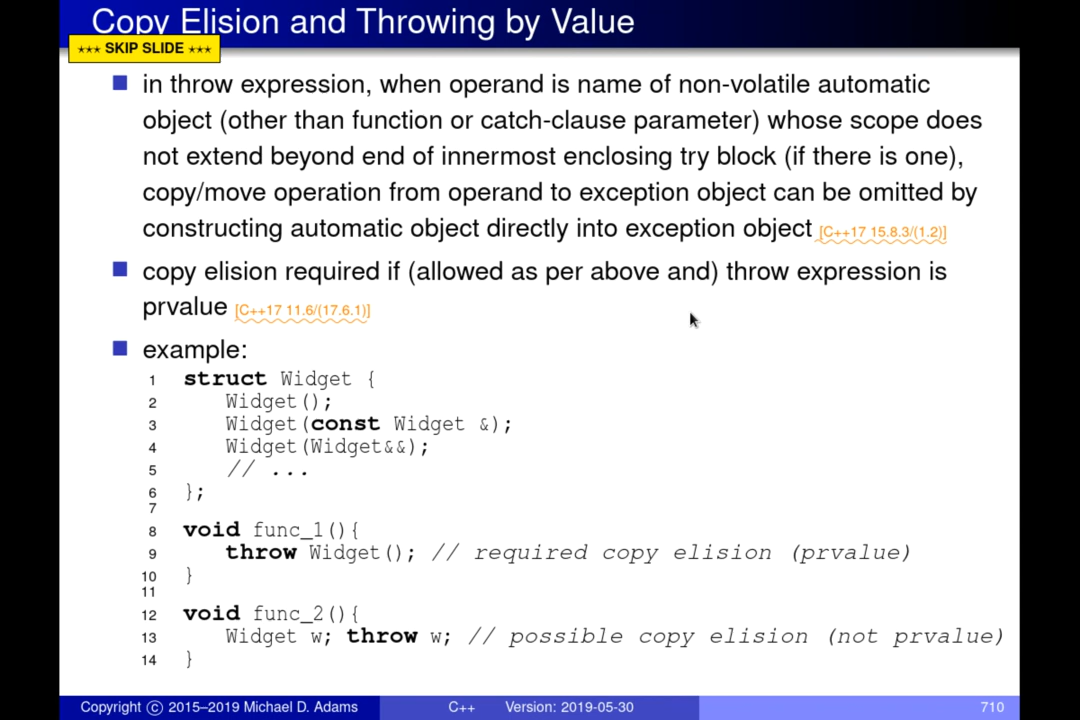 Copy Elision and Throwing by Value
*** SKIP SLIDE ***
in throw expression, when operand is name of non-volatile automatic
object (other than function or catch-clause parameter) whose scope does
not extend beyond end of innermost enclosing try block (if there is one),
copy/move operation from operand to exception object can be omitted by
constructing automatic object directly into exception object [C++17 15.8.3/(1.2)]
copy elision required if (allowed as per above and) throw expression is
prvalue [C++17 11.6/(17.6.1)]
example:
1 struct Widget {
2 Widget();
3 Widget(const Widget &);
4 Widget(Widget&&);
5 // ...
6 };
7
8 void func_1(){
9 throw Widget(); // required copy elision (prvalue)
10 }
11
12 void func_2(){
13 Widget w; throw w; // possible copy elision (not prvalue)
14 }
Copyright © 2015–2019 Michael D. Adams C++ Version: 2019-05-30 710